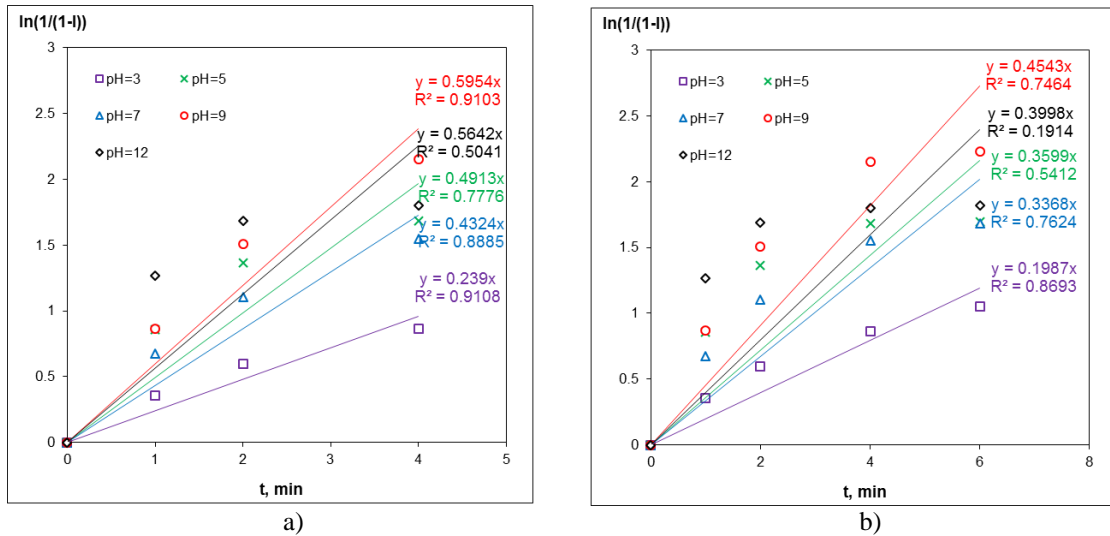 ln(1/(1-I))
3
2.5
2
1.5
1
0.5
0
0 1 2 3 4 5
t, min
pH=3 pH=5
pH=7 pH=9
pH=12
y = 0.5954x
R² = 0.9103
y = 0.5642x
R² = 0.5041
y = 0.4913x
R² = 0.7776
y = 0.4324x
R² = 0.8885
y = 0.239x
R² = 0.9108
a)
ln(1/(1-I))
3
2.5
2
1.5
1
0.5
0
0 2 4 6 8
t, min
pH=3 pH=5
pH=7 pH=9
pH=12
y = 0.4543x
R² = 0.7464
y = 0.3998x
R² = 0.1914
y = 0.3599x
R² = 0.5412
y = 0.3368x
R² = 0.7624
y = 0.1987x
R² = 0.8693
b)